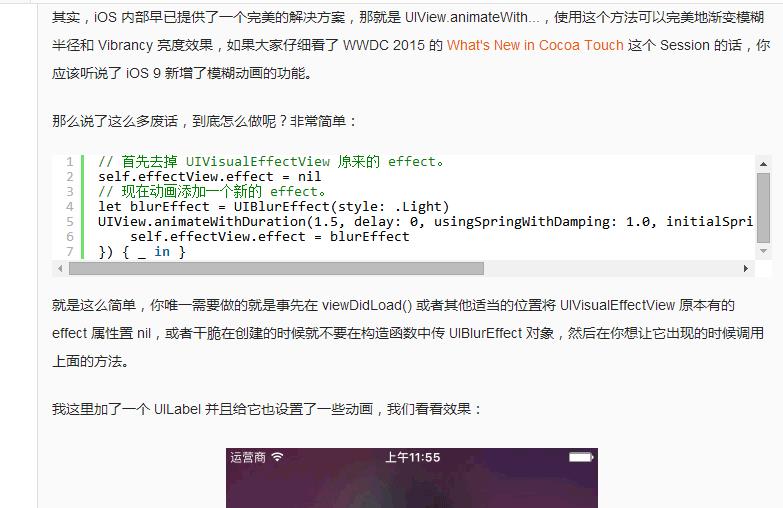 其实，iOS 内部早已提供了一个完美的解决方案，那就是 UIView.animateWith...，使用这个方法可以完美地渐变模糊
半径和 Vibrancy 亮度效果，如果大家仔细看了 WWDC 2015 的 What's New in Cocoa Touch 这个 Session 的话，你
应该听说了 iOS 9 新增了模糊动画的功能。
那么说了这么多废话，到底怎么做呢？非常简单：
1 // 首先去掉 UIVisualEffectView 原来的 effect。
2 self.effectView.effect = nil
3 // 现在动画添加一个新的 effect。
4 let blurEffect = UIBlurEffect(style: .Light)
5 UIView.animateWithDuration(1.5, delay: 0, usingSpringWithDamping: 1.0, initialSpri
6 self.effectView.effect = blurEffect
7 }) { _ in }
就是这么简单，你唯一需要做的就是事先在 viewDidLoad() 或者其他适当的位置将 UIVisualEffectView 原本有的
effect 属性置 nil，或者干脆在创建的时候就不要在构造函数中传 UIBlurEffect 对象，然后在你想让它出现的时候调用
上面的方法。
我这里加了一个 UILabel 并且给它也设置了一些动画，我们看看效果：
运营商 上午11:55